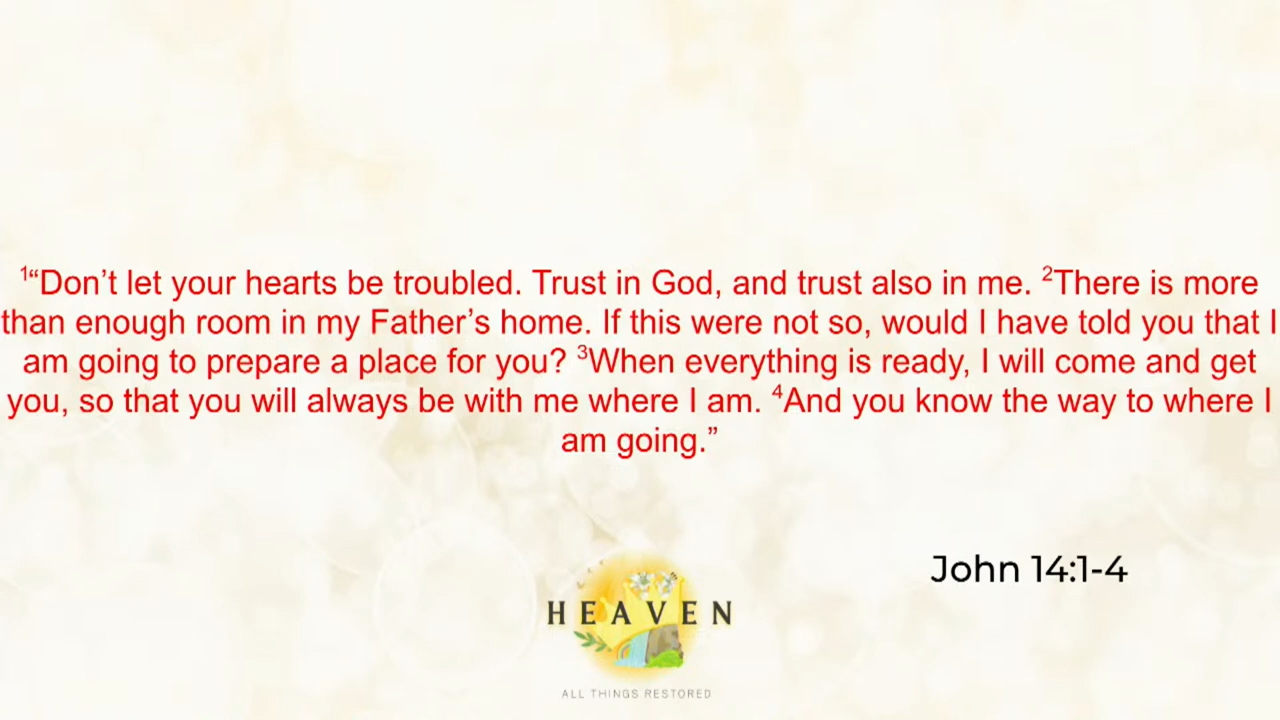 ¹“Don’t let your hearts be troubled. Trust in God, and trust also in me. ²There is more
than enough room in my Father’s home. If this were not so, would I have told you that I
am going to prepare a place for you? ³When everything is ready, I will come and get
you, so that you will always be with me where I am. ⁴And you know the way to where I
am going.”
John 14:1-4
HEAVEN
ALL THINGS RESTORED